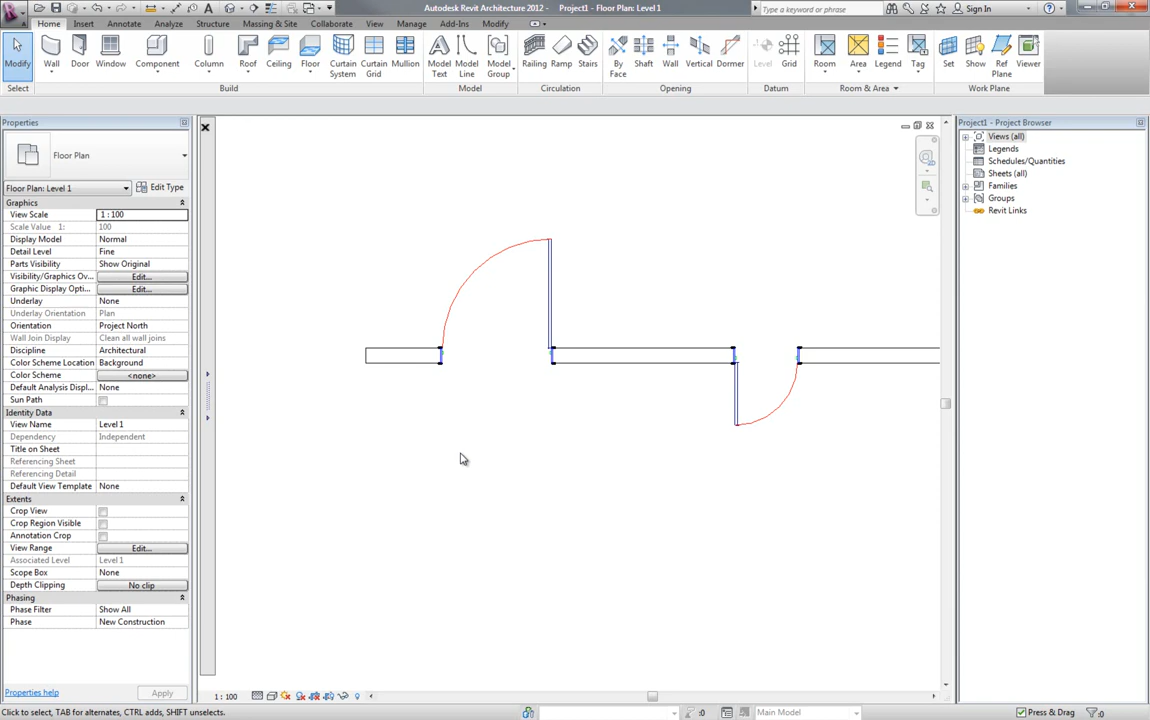 Autodesk Revit Architecture 2012 - Project1 - Floor Plan: Level 1
Type a keyword or phrase
Sign In
Home Insert Annotate Analyze Structure Massing & Site Collaborate View Manage Add-Ins Modify
Modify Wall Door Window Component Column Roof Ceiling Floor Curtain System Curtain Grid Mullion Model Text Model Line Model Group Railing Ramp Stairs By Face Shaft Wall Vertical Dormer Level Grid Room Area Legend Tag Set Show Ref Plane Viewer
Select Build Model Circulation Opening Datum Room & Area Work Plane
Properties
Floor Plan
Floor Plan: Level 1 Edit Type
Graphics
View Scale 1 : 100
Scale Value 1: 100
Display Model Normal
Detail Level Fine
Parts Visibility Show Original
Visibility/Graphics Ov... Edit...
Graphic Display Opti... Edit...
Underlay None
Underlay Orientation Plan
Orientation Project North
Wall Join Display Clean all wall joins
Discipline Architectural
Color Scheme Location Background
Color Scheme <none>
Default Analysis Displ... None
Sun Path
Identity Data
View Name Level 1
Dependency Independent
Title on Sheet
Referencing Sheet
Referencing Detail
Default View Template None
Extents
Crop View
Crop Region Visible
Annotation Crop
View Range Edit...
Associated Level Level 1
Scope Box None
Depth Clipping No clip
Phasing
Phase Filter Show All
Phase New Construction
Properties help Apply
Project1 - Project Browser
Views (all)
Legends
Schedules/Quantities
Sheets (all)
Families
Groups
Revit Links
1 : 100
Click to select, TAB for alternates, CTRL adds, SHIFT unselects.
:0
Main Model
Press & Drag
:0